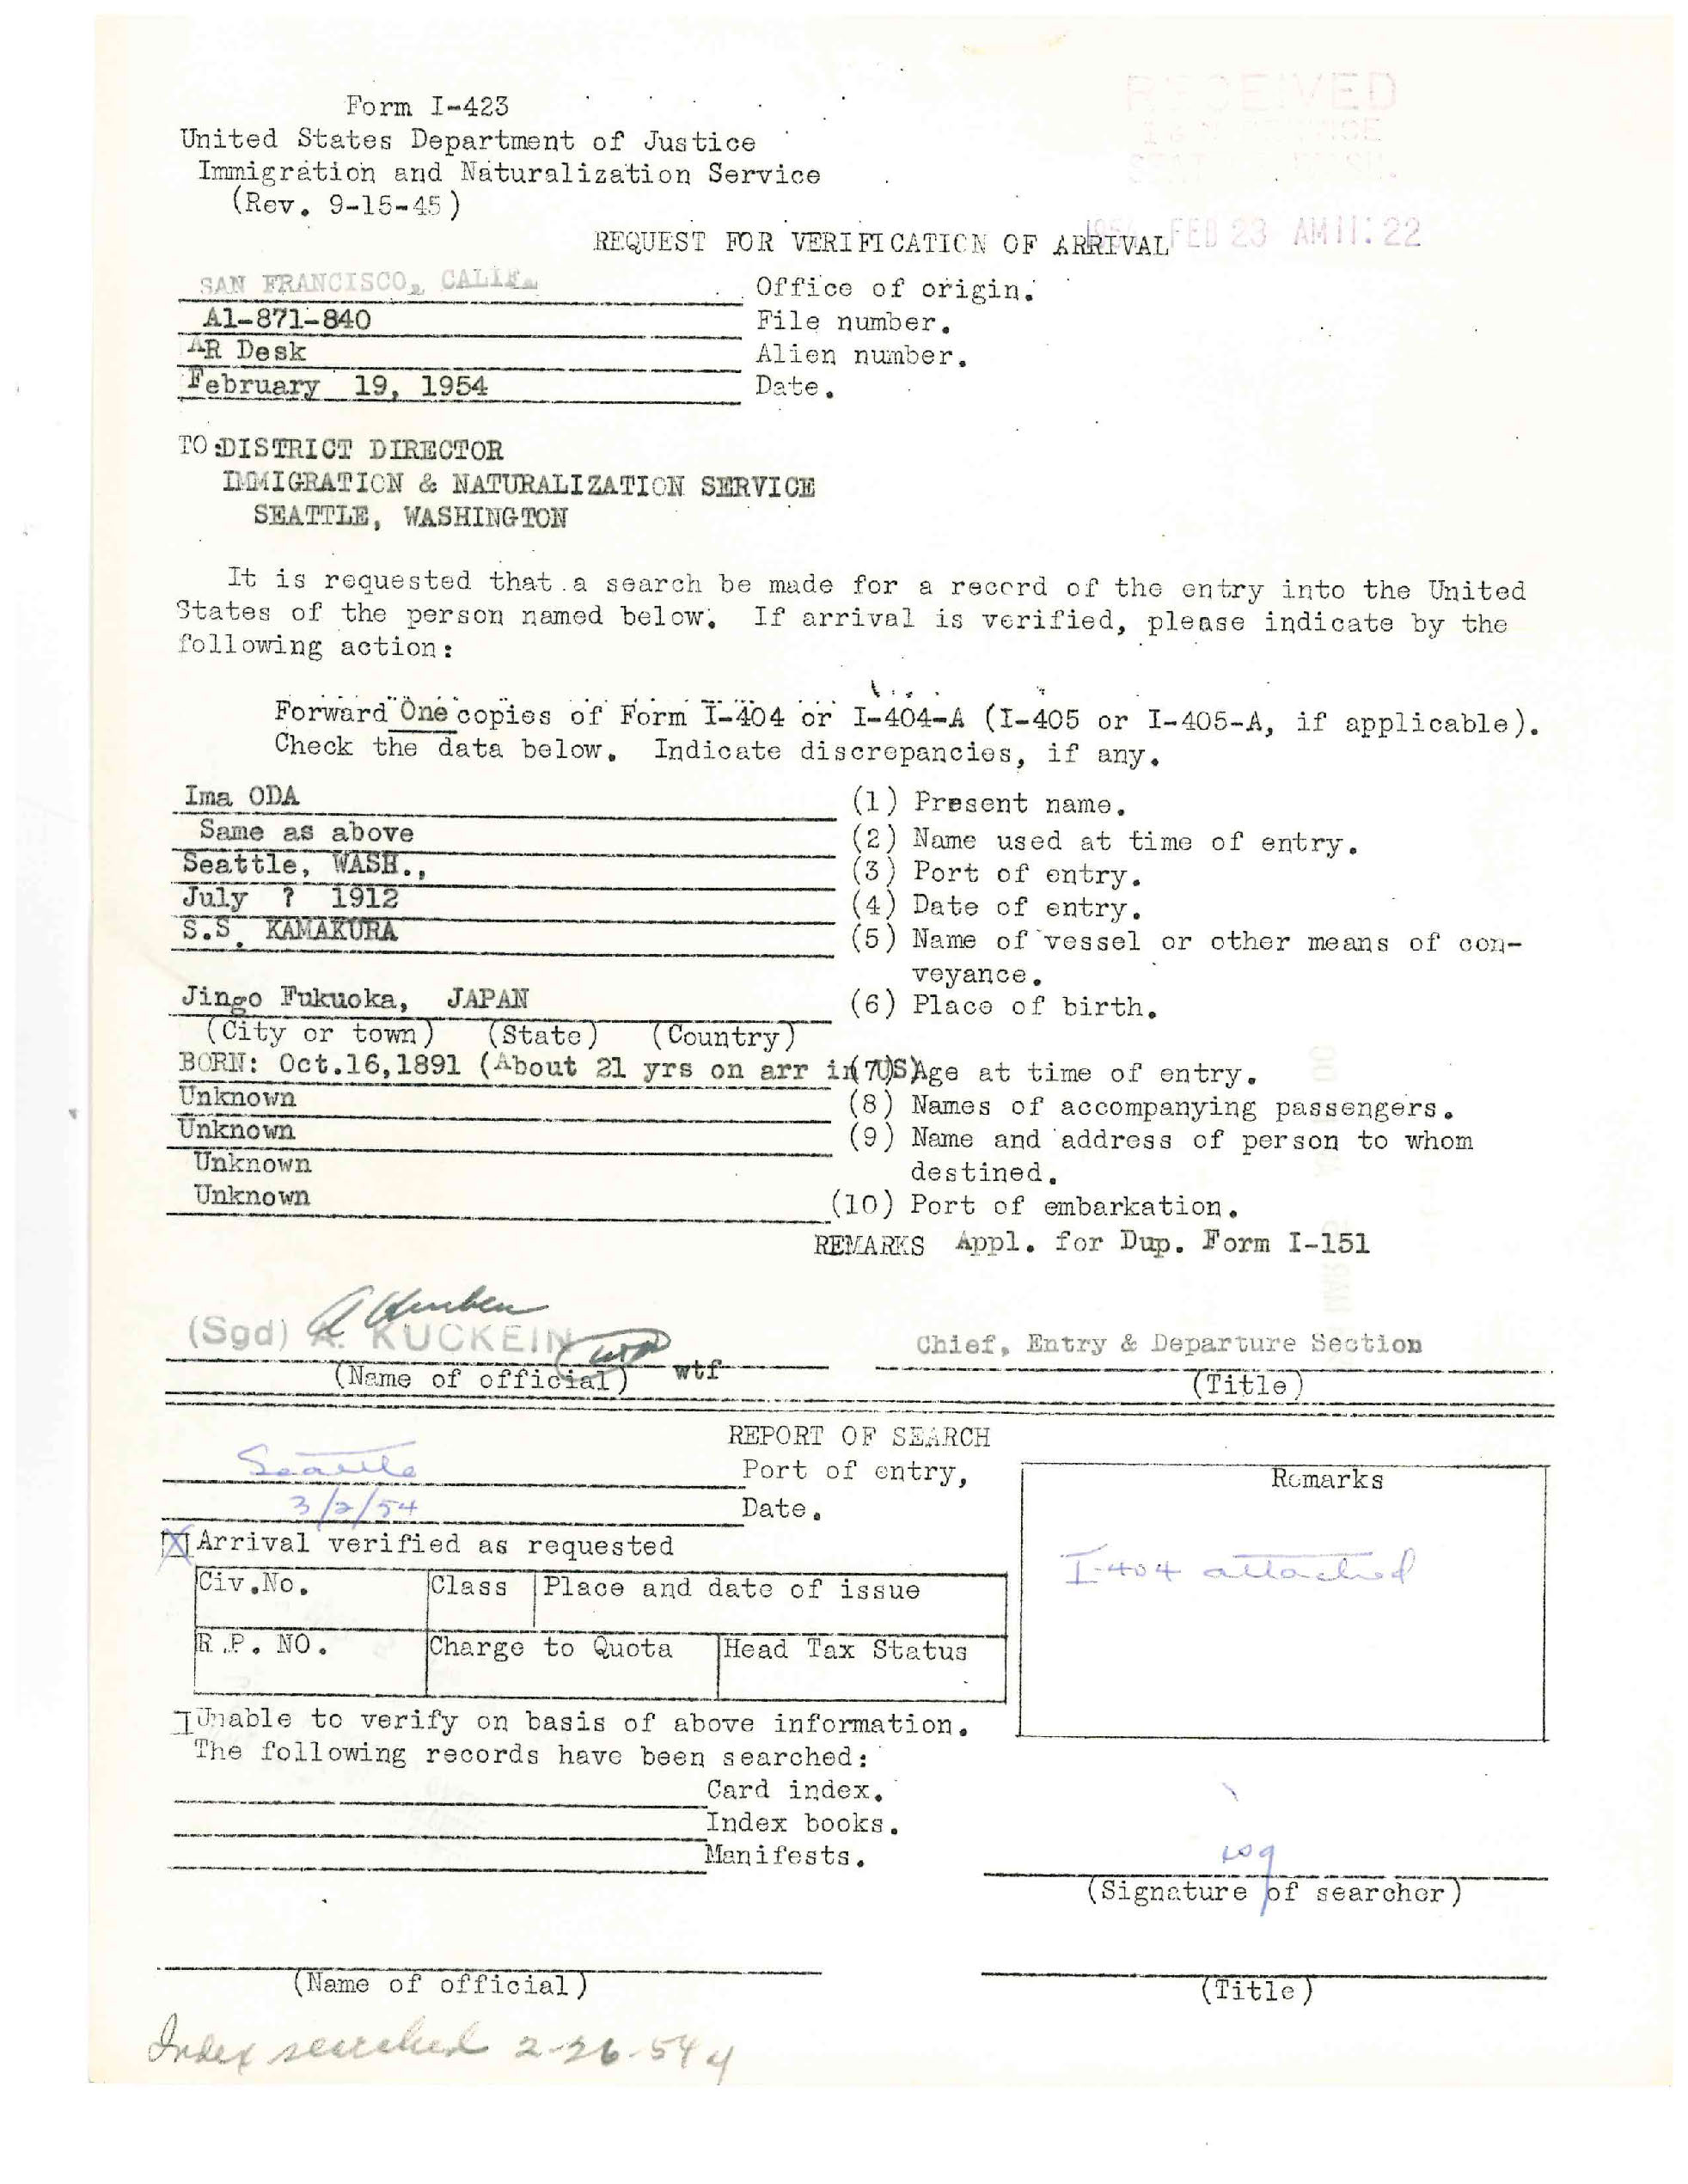 Form I-423
RECEIVED
United States Department of Justice
Immigration and Naturalization Service
(Rev. 9-15-45)
FEB 23 AM 11:22
REQUEST FOR VERIFICATION OF ARRIVAL
SAN FRANCISCO, CALIF. Office of origin.
A1-871-840 File number.
AR Desk Alien number.
February 19, 1954 Date.
TO:DISTRICT DIRECTOR
IMMIGRATION & NATURALIZATION SERVICE
SEATTLE, WASHINGTON
It is requested that a search be made for a record of the entry into the United
States of the person named below. If arrival is verified, please indicate by the
following action:
Forward One copies of Form I-404 or I-404-A (I-405 or I-405-A, if applicable).
Check the data below. Indicate discrepancies, if any.
Ima ODA (1) Present name.
Same as above (2) Name used at time of entry.
Seattle, WASH., (3) Port of entry.
July ? 1912 (4) Date of entry.
S.S. KAMAKURA (5) Name of vessel or other means of con-
veyance.
Jingo Fukuoka, JAPAN (6) Place of birth.
(City or town) (State) (Country)
BORN: Oct.16,1891 (About 21 yrs on arr in US) (7) Age at time of entry.
Unknown (8) Names of accompanying passengers.
Unknown (9) Name and address of person to whom
Unknown destined.
Unknown (10) Port of embarkation.
REMARKS Appl. for Dup. Form I-151
(Sgd) A. KUCKEIN Chief, Entry & Departure Section
(Name of official) wtf (Title)
REPORT OF SEARCH
Seattle Port of entry, Remarks
3/2/54 Date.
X Arrival verified as requested
I-404 attached
Civ.No. Class Place and date of issue
R.P. NO. Charge to Quota Head Tax Status
Unable to verify on basis of above information.
The following records have been searched:
Card index.
Index books.
Manifests.
(Signature of searcher)
(Name of official) (Title)
Index searched 2-26-54